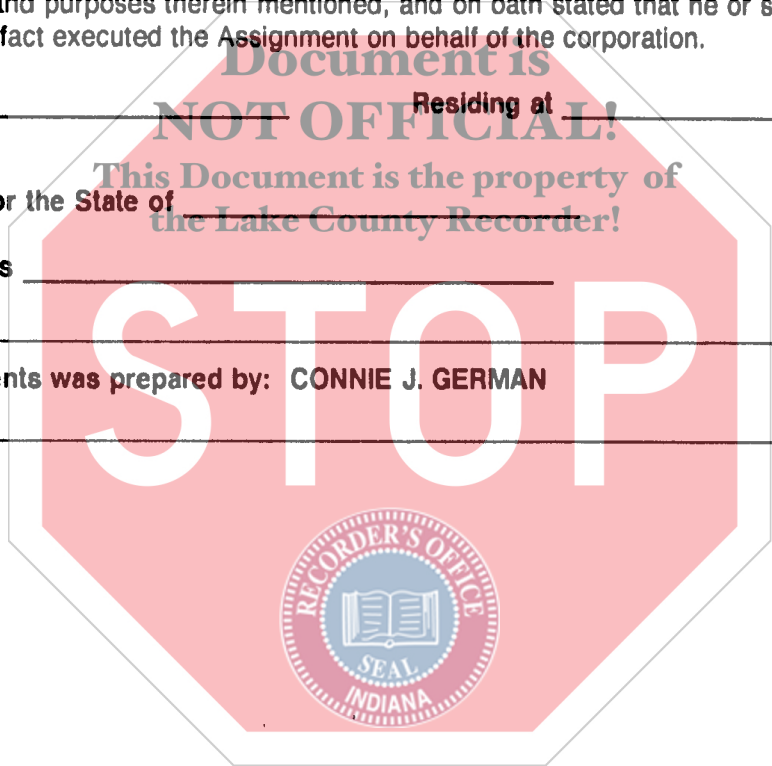 and purposes therein mentioned, and on oath stated that he or s
fact executed the Assignment on behalf of the corporation.
Document is
NOT OFFICIAL!
Residing at
This Document is the property of
or the State of
the Lake County Recorder!
s
STOP
nts was prepared by: CONNIE J. GERMAN
RECORDER'S OFFICE
SEAL
INDIANA